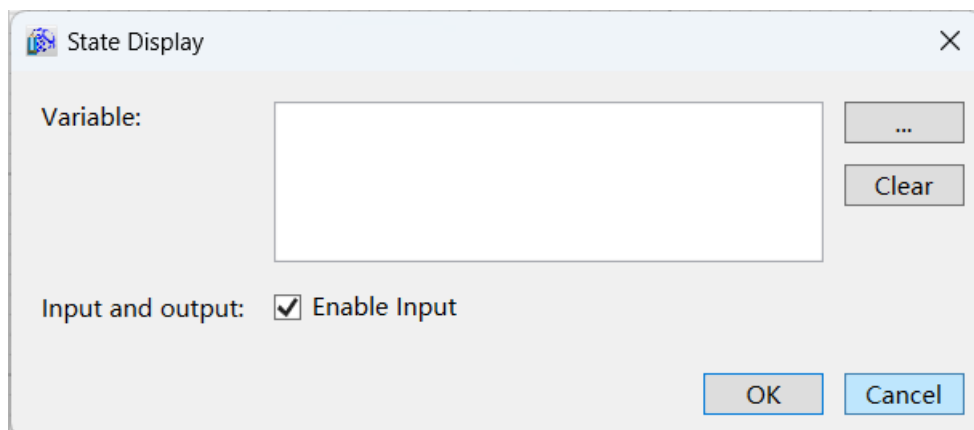 State Display
Variable:
...
Clear
Input and output: Enable Input
OK Cancel